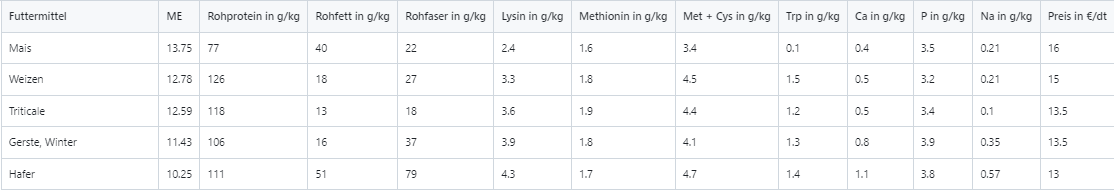 Futtermittel ME Rohprotein in g/kg Rohfett in g/kg Rohfaser in g/kg Lysin in g/kg Methionin in g/kg Met + Cys in g/kg Trp in g/kg Ca in g/kg P in g/kg Na in g/kg Preis in €/dt
Mais 13.75 77 40 22 2.4 1.6 3.4 0.1 0.4 3.5 0.21 16
Weizen 12.78 126 18 27 3.3 1.8 4.5 1.5 0.5 3.2 0.21 15
Triticale 12.59 118 13 18 3.6 1.9 4.4 1.2 0.5 3.4 0.1 13.5
Gerste, Winter 11.43 106 16 37 3.9 1.8 4.1 1.3 0.8 3.9 0.35 13.5
Hafer 10.25 111 51 79 4.3 1.7 4.7 1.4 1.1 3.8 0.57 13